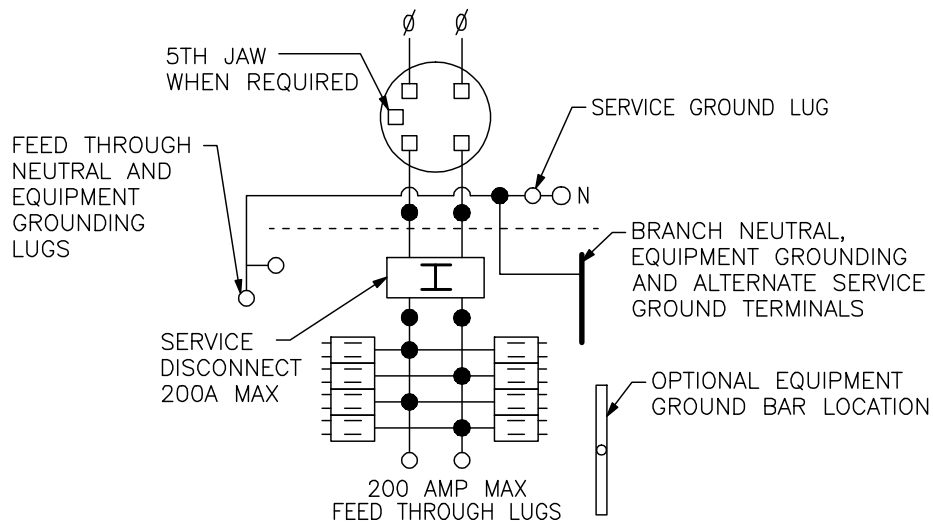 Ø Ø
5TH JAW
WHEN REQUIRED
SERVICE GROUND LUG
FEED THROUGH
NEUTRAL AND
EQUIPMENT
GROUNDING
LUGS
N
BRANCH NEUTRAL,
EQUIPMENT GROUNDING
AND ALTERNATE SERVICE
GROUND TERMINALS
SERVICE
DISCONNECT
200A MAX
OPTIONAL EQUIPMENT
GROUND BAR LOCATION
200 AMP MAX
FEED THROUGH LUGS